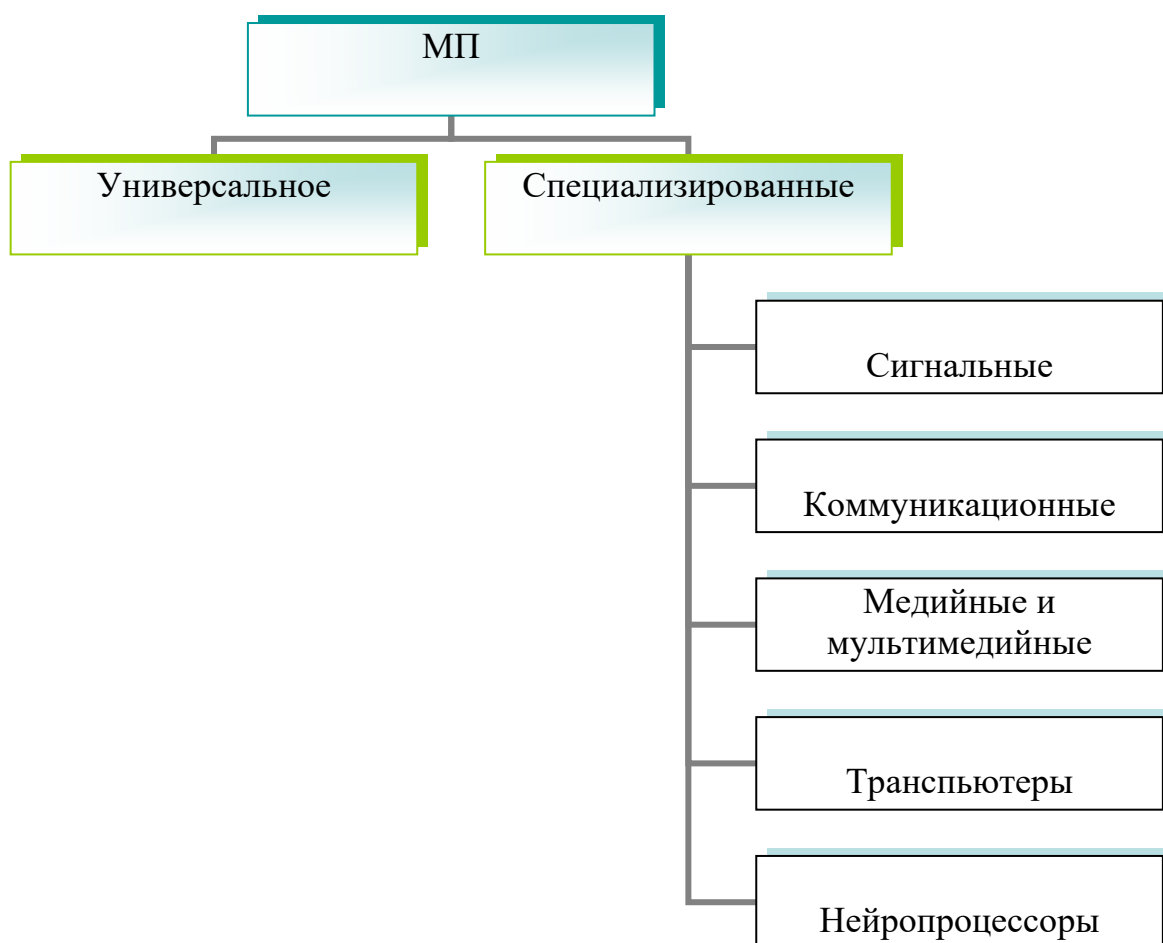 МП
Универсальное
Специализированные
Сигнальные
Коммуникационные
Медийные и
мультимедийные
Транспьютеры
Нейропроцессоры